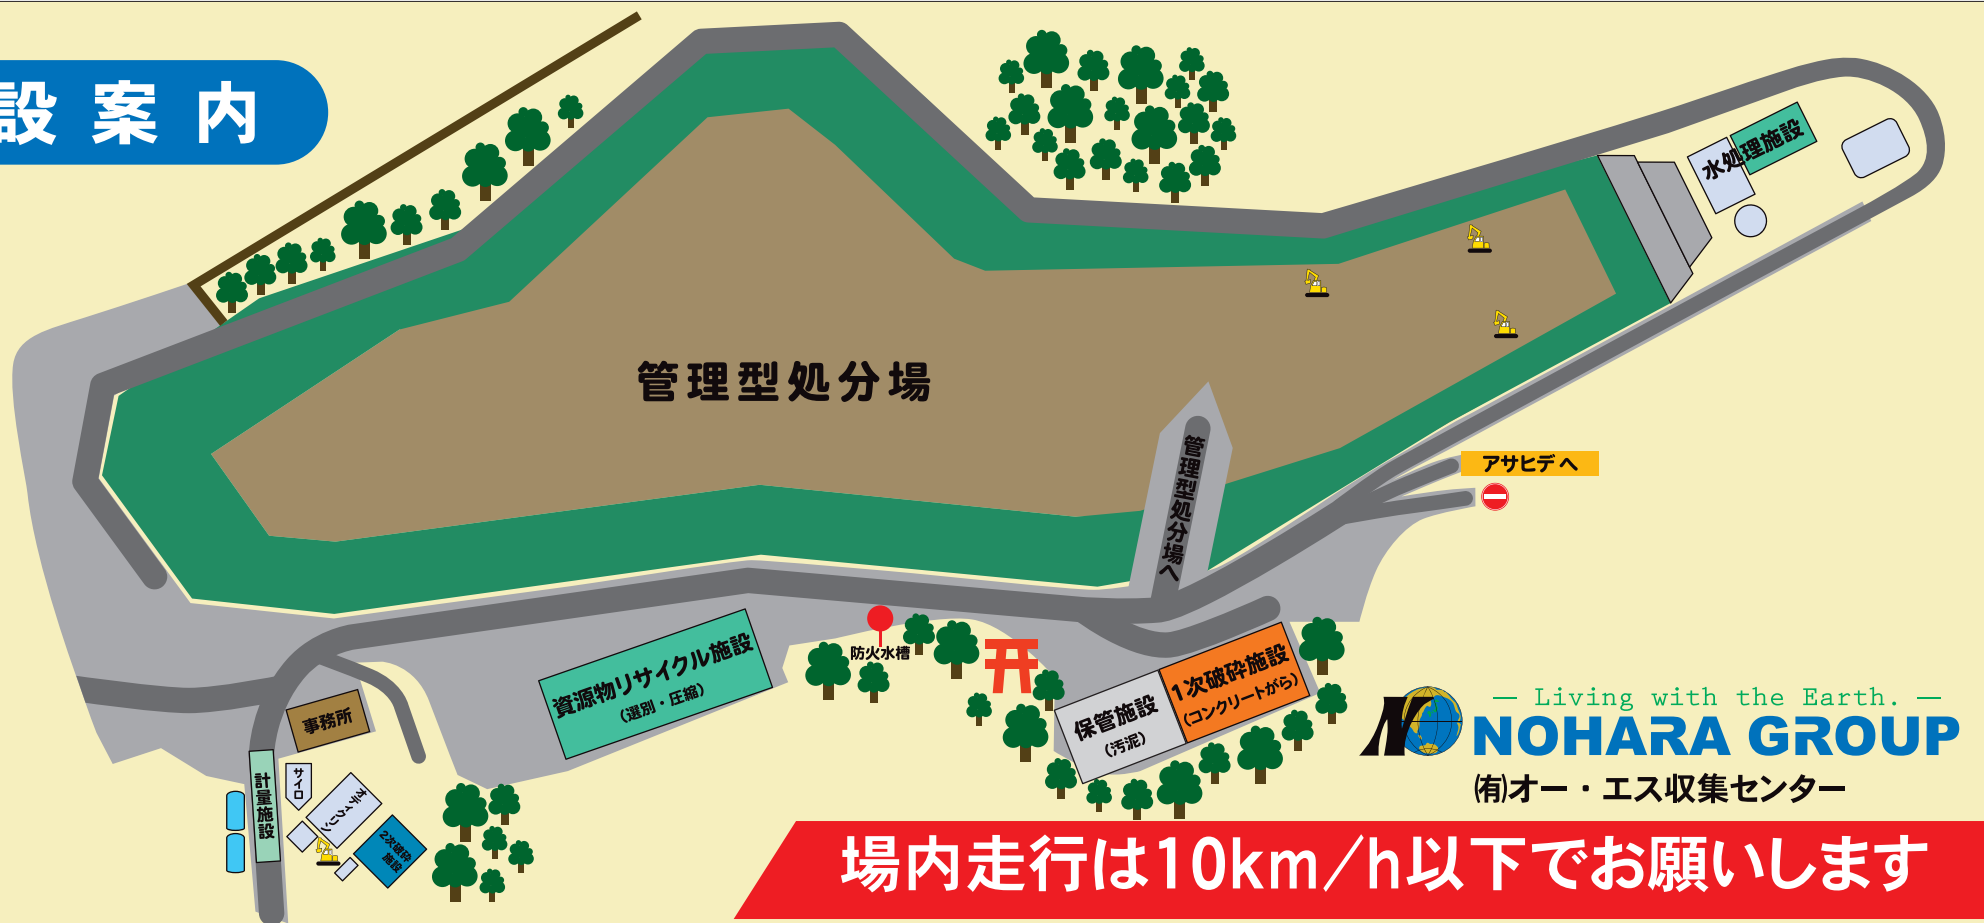 設案内
水処理施設
管理型処分場
管理型処分場へ
アサヒデへ
防火水槽
資源物リサイクル施設
(選別・圧縮)
1次破砕施設
(コンクリートがら)
保管施設
(汚泥)
事務所
計量施設
サイロ
オディクリン
2次破砕
施設
Living with the Earth.
N
NOHARA GROUP
㈲オー・エス収集センター
場内走行は10km/h以下でお願いします